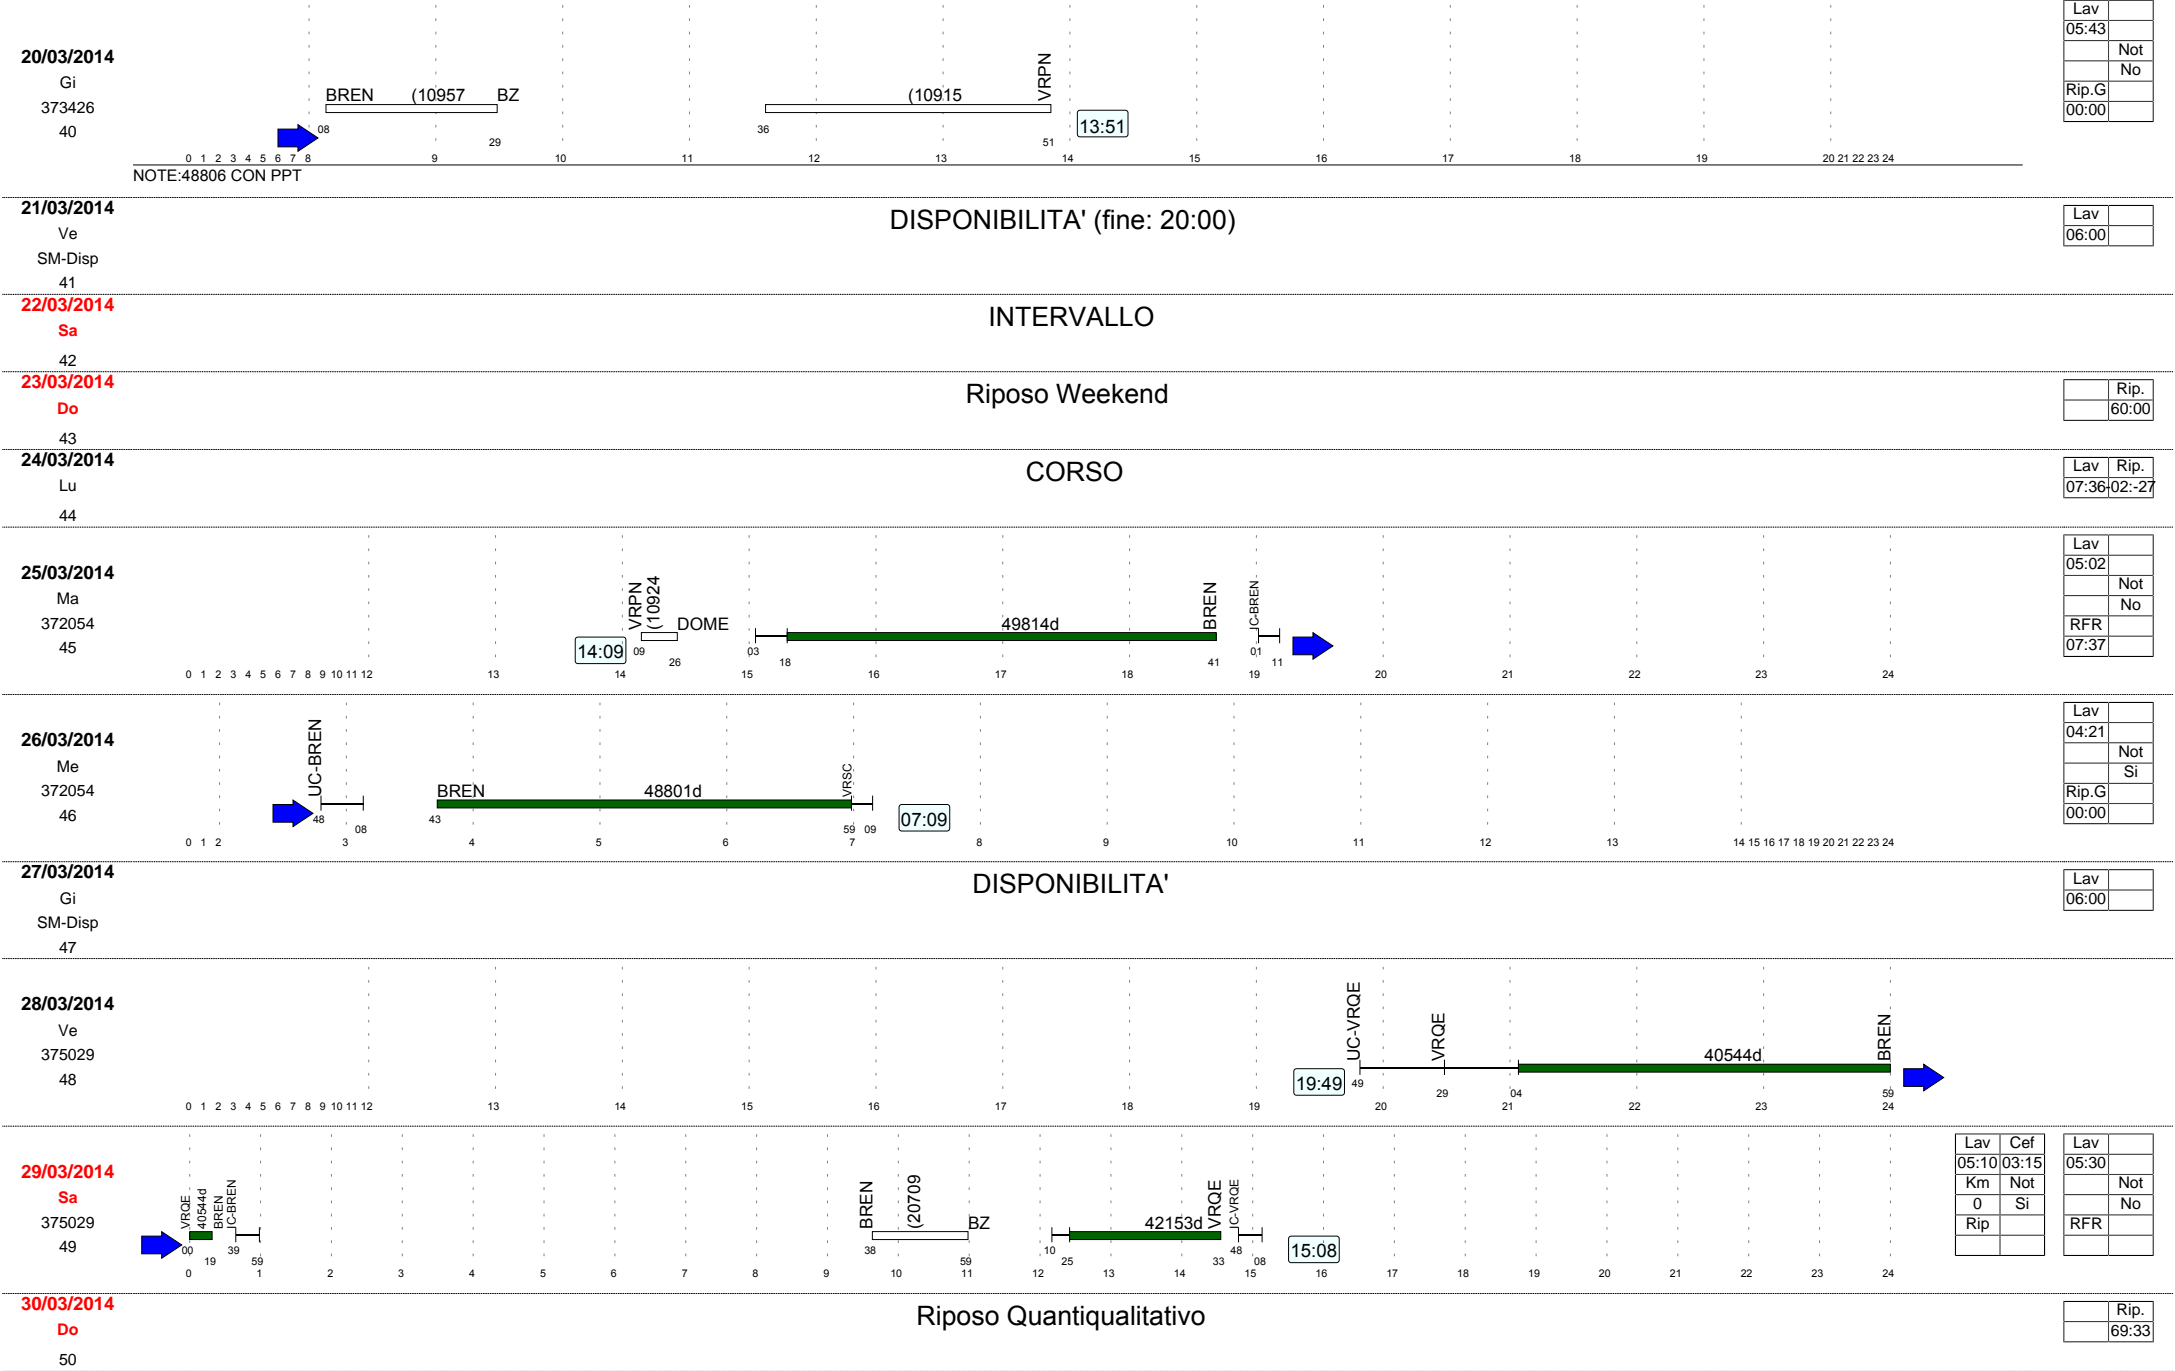 Lav
05:43
20/03/2014
Not
Gi
No
373426
BREN (10957 BZ (10915 VRPN
Rip.G
00:00
40
08 29 36 51 13:51
0 1 2 3 4 5 6 7 8 9 10 11 12 13 14 15 16 17 18 19 20 21 22 23 24
NOTE:48806 CON PPT
21/03/2014
DISPONIBILITA' (fine: 20:00)
Lav
Ve
06:00
SM-Disp
41
22/03/2014
INTERVALLO
Sa
42
23/03/2014
Riposo Weekend
Rip.
Do
60:00
43
24/03/2014
CORSO
Lav Rip.
Lu
07:36-02:-27
44
Lav
05:02
25/03/2014
Not
Ma
No
372054
VRPN (10924 DOME 49814d BREN IC-BREN
RFR
07:37
45
14:09 09 26 03 18 41 01 11
0 1 2 3 4 5 6 7 8 9 10 11 12 13 14 15 16 17 18 19 20 21 22 23 24
Lav
04:21
26/03/2014
Not
Me
Si
372054
UC-BREN BREN 48801d VRSC
Rip.G
00:00
46
48 08 43 59 09 07:09
0 1 2 3 4 5 6 7 8 9 10 11 12 13 14 15 16 17 18 19 20 21 22 23 24
27/03/2014
DISPONIBILITA'
Lav
Gi
06:00
SM-Disp
47
28/03/2014
Ve
375029
UC-VRQE VRQE 40544d BREN
48
19:49 49 29 04 59
0 1 2 3 4 5 6 7 8 9 10 11 12 13 14 15 16 17 18 19 20 21 22 23 24
Lav Cef Lav
05:10 03:15 05:30
29/03/2014
Km Not Not
Sa
0 Si No
375029
VRQE 40544d BREN IC-BREN BREN (20709 BZ 42153d VRQE IC-VRQE
Rip RFR
49
00 19 39 59 38 59 10 25 33 48 08 15:08
0 1 2 3 4 5 6 7 8 9 10 11 12 13 14 15 16 17 18 19 20 21 22 23 24
30/03/2014
Riposo Quantiqualitativo
Rip.
Do
69:33
50